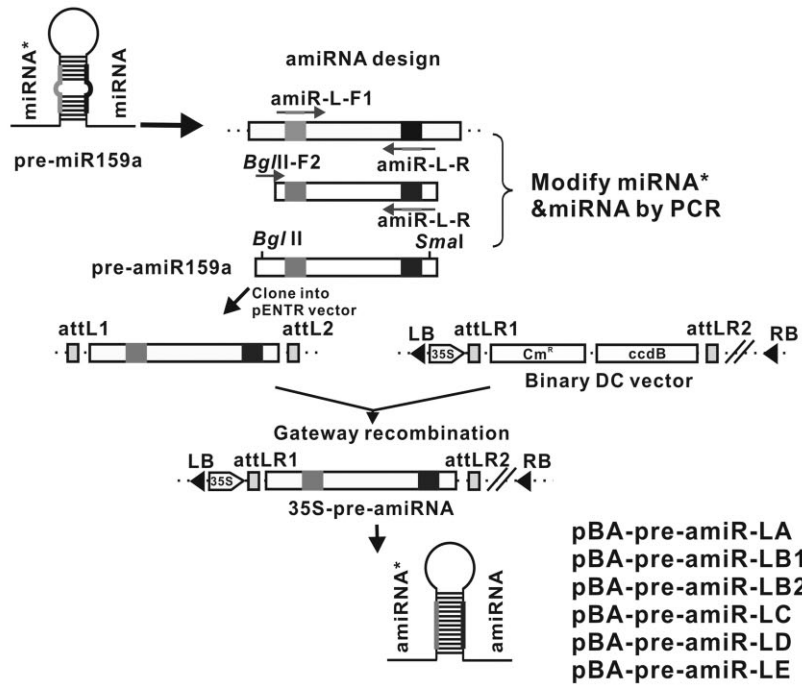 miRNA*
miRNA
pre-miR159a
amiRNA design
amiR-L-F1
BglII-F2
amiR-L-R
amiR-L-R
Modify miRNA*
&miRNA by PCR
Bgl II
SmaI
pre-amiR159a
Clone into
pENTR vector
attL1
attL2
LB
35S
attLR1
CmR
ccdB
attLR2
RB
Binary DC vector
Gateway recombination
LB
35S
attLR1
attLR2
RB
35S-pre-amiRNA
amiRNA*
amiRNA
pBA-pre-amiR-LA
pBA-pre-amiR-LB1
pBA-pre-amiR-LB2
pBA-pre-amiR-LC
pBA-pre-amiR-LD
pBA-pre-amiR-LE